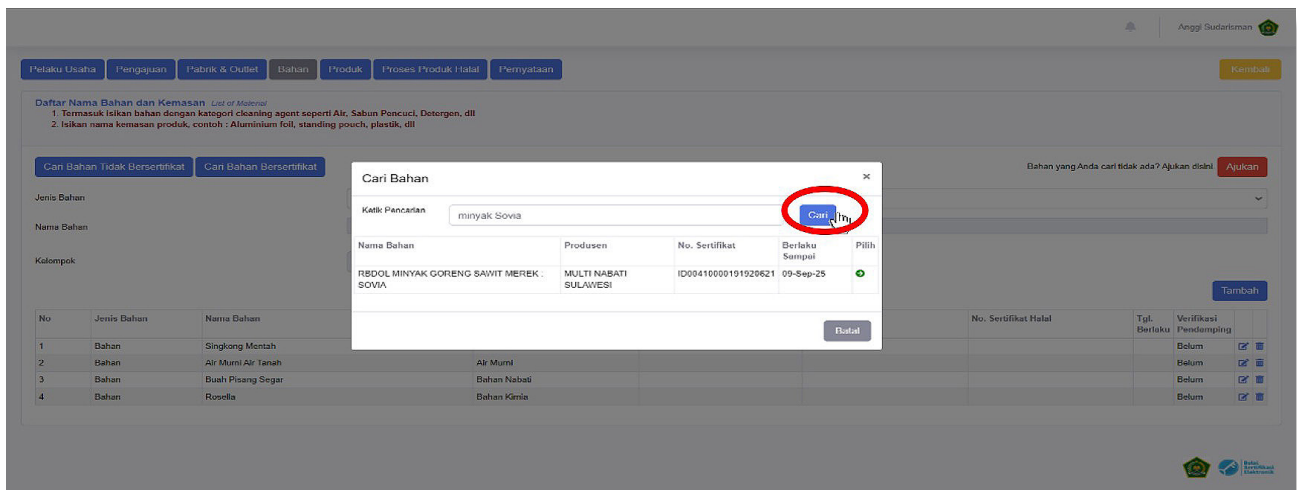 Anggi Sudarisman
Pelaku Usaha Pengajuan Pabrik & Outlet Bahan Produk Proses Produk Halal Pernyataan Kembali
Daftar Nama Bahan dan Kemasan List of Material
1. Termasuk Isikan bahan dengan kategori cleaning agent seperti Air, Sabun Pencuci, Detergen, dll
2. Isikan nama kemasan produk, contoh : Aluminium foil, standing pouch, plastik, dll
Cari Bahan Tidak Bersertifikat Cari Bahan Bersertifikat
Bahan yang Anda cari tidak ada? Ajukan disini. Ajukan
Jenis Bahan
Nama Bahan
Kelompok
Cari Bahan ×
Ketik Pencarian minyak Sovia Cari
Nama Bahan Produsen No. Sertifikat Berlaku Sampai Pilih
RBDOL MINYAK GORENG SAWIT MEREK : MULTI NABATI ID00410000191920621 09-Sep-25
SOVIA SULAWESI
Batal
Tambah
No Jenis Bahan Nama Bahan No. Sertifikat Halal Tgl. Verifikasi
Berlaku Pendamping
1 Bahan Singkong Mentah Belum
2 Bahan Air Murni Air Tanah Air Murni Belum
3 Bahan Buah Pisang Segar Bahan Nabati Belum
4 Bahan Rosella Bahan Kimia Belum
Balai
Sertifikasi
Elektronik